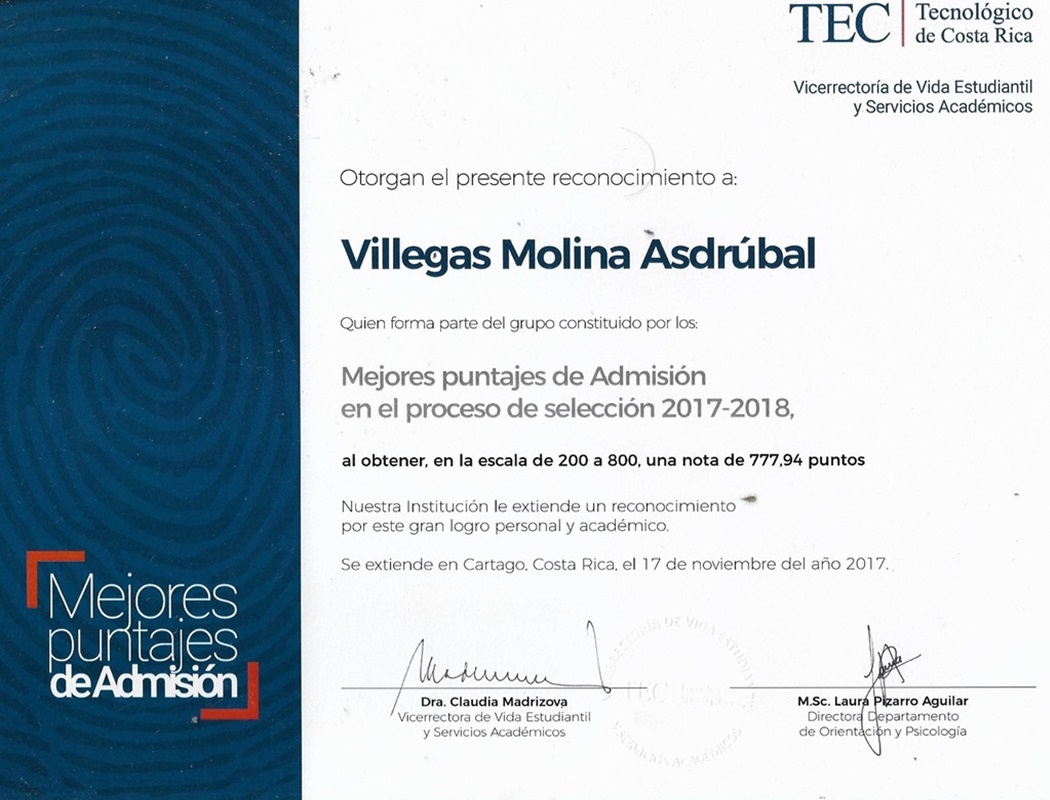 TEC | Tecnológico
de Costa Rica
Vicerrectoría de Vida Estudiantil
y Servicios Académicos
Otorgan el presente reconocimiento a:
Villegas Molina Asdrúbal
Quien forma parte del grupo constituido por los:
Mejores puntajes de Admisión
en el proceso de selección 2017-2018,
al obtener, en la escala de 200 a 800, una nota de 777,94 puntos
Nuestra Institución le extiende un reconocimiento
por este gran logro personal y académico.
Se extiende en Cartago, Costa Rica, el 17 de noviembre del año 2017.
Mejores
puntajes
de Admisión
Dra. Claudia Madrizova
Vicerrectora de Vida Estudiantil
y Servicios Académicos
M.Sc. Laura Pizarro Aguilar
Directora Departamento
de Orientación y Psicología